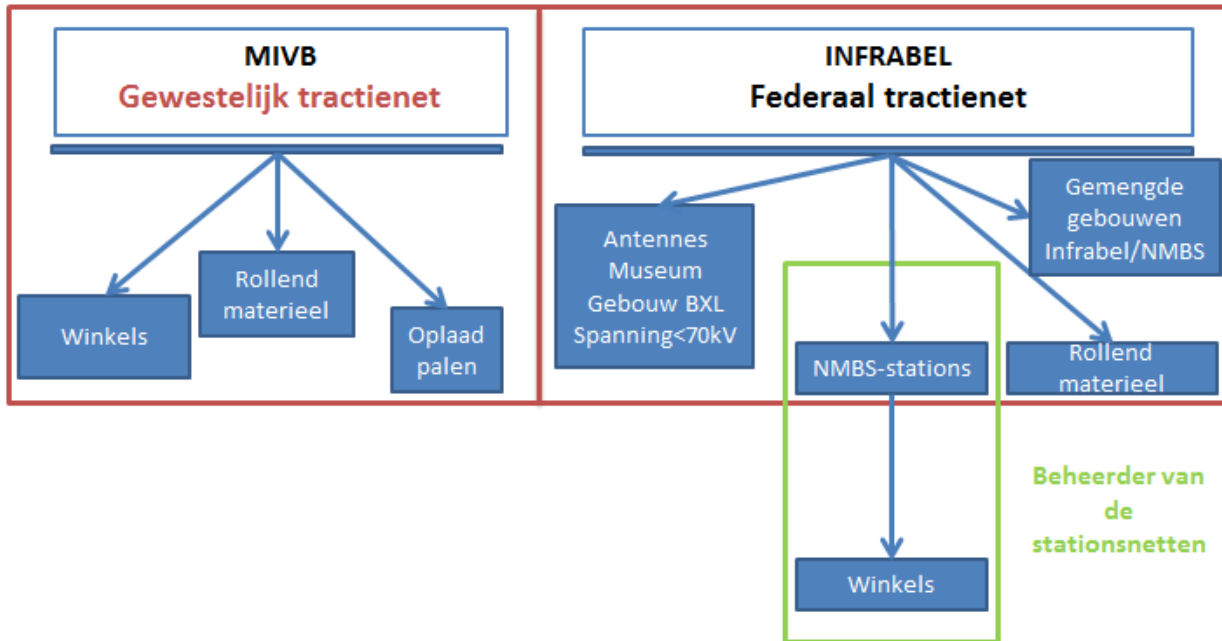 MIVB
Gewestelijk tractienet
INFRABEL
Federaal tractienet
Winkels
Rollend
materieel
Oplaad
palen
Antennes
Museum
Gebouw BXL
Spanning<70kV
NMBS-stations
Gemengde
gebouwen
Infrabel/NMBS
Rollend
materieel
Beheerder van
de
stationsnetten
Winkels